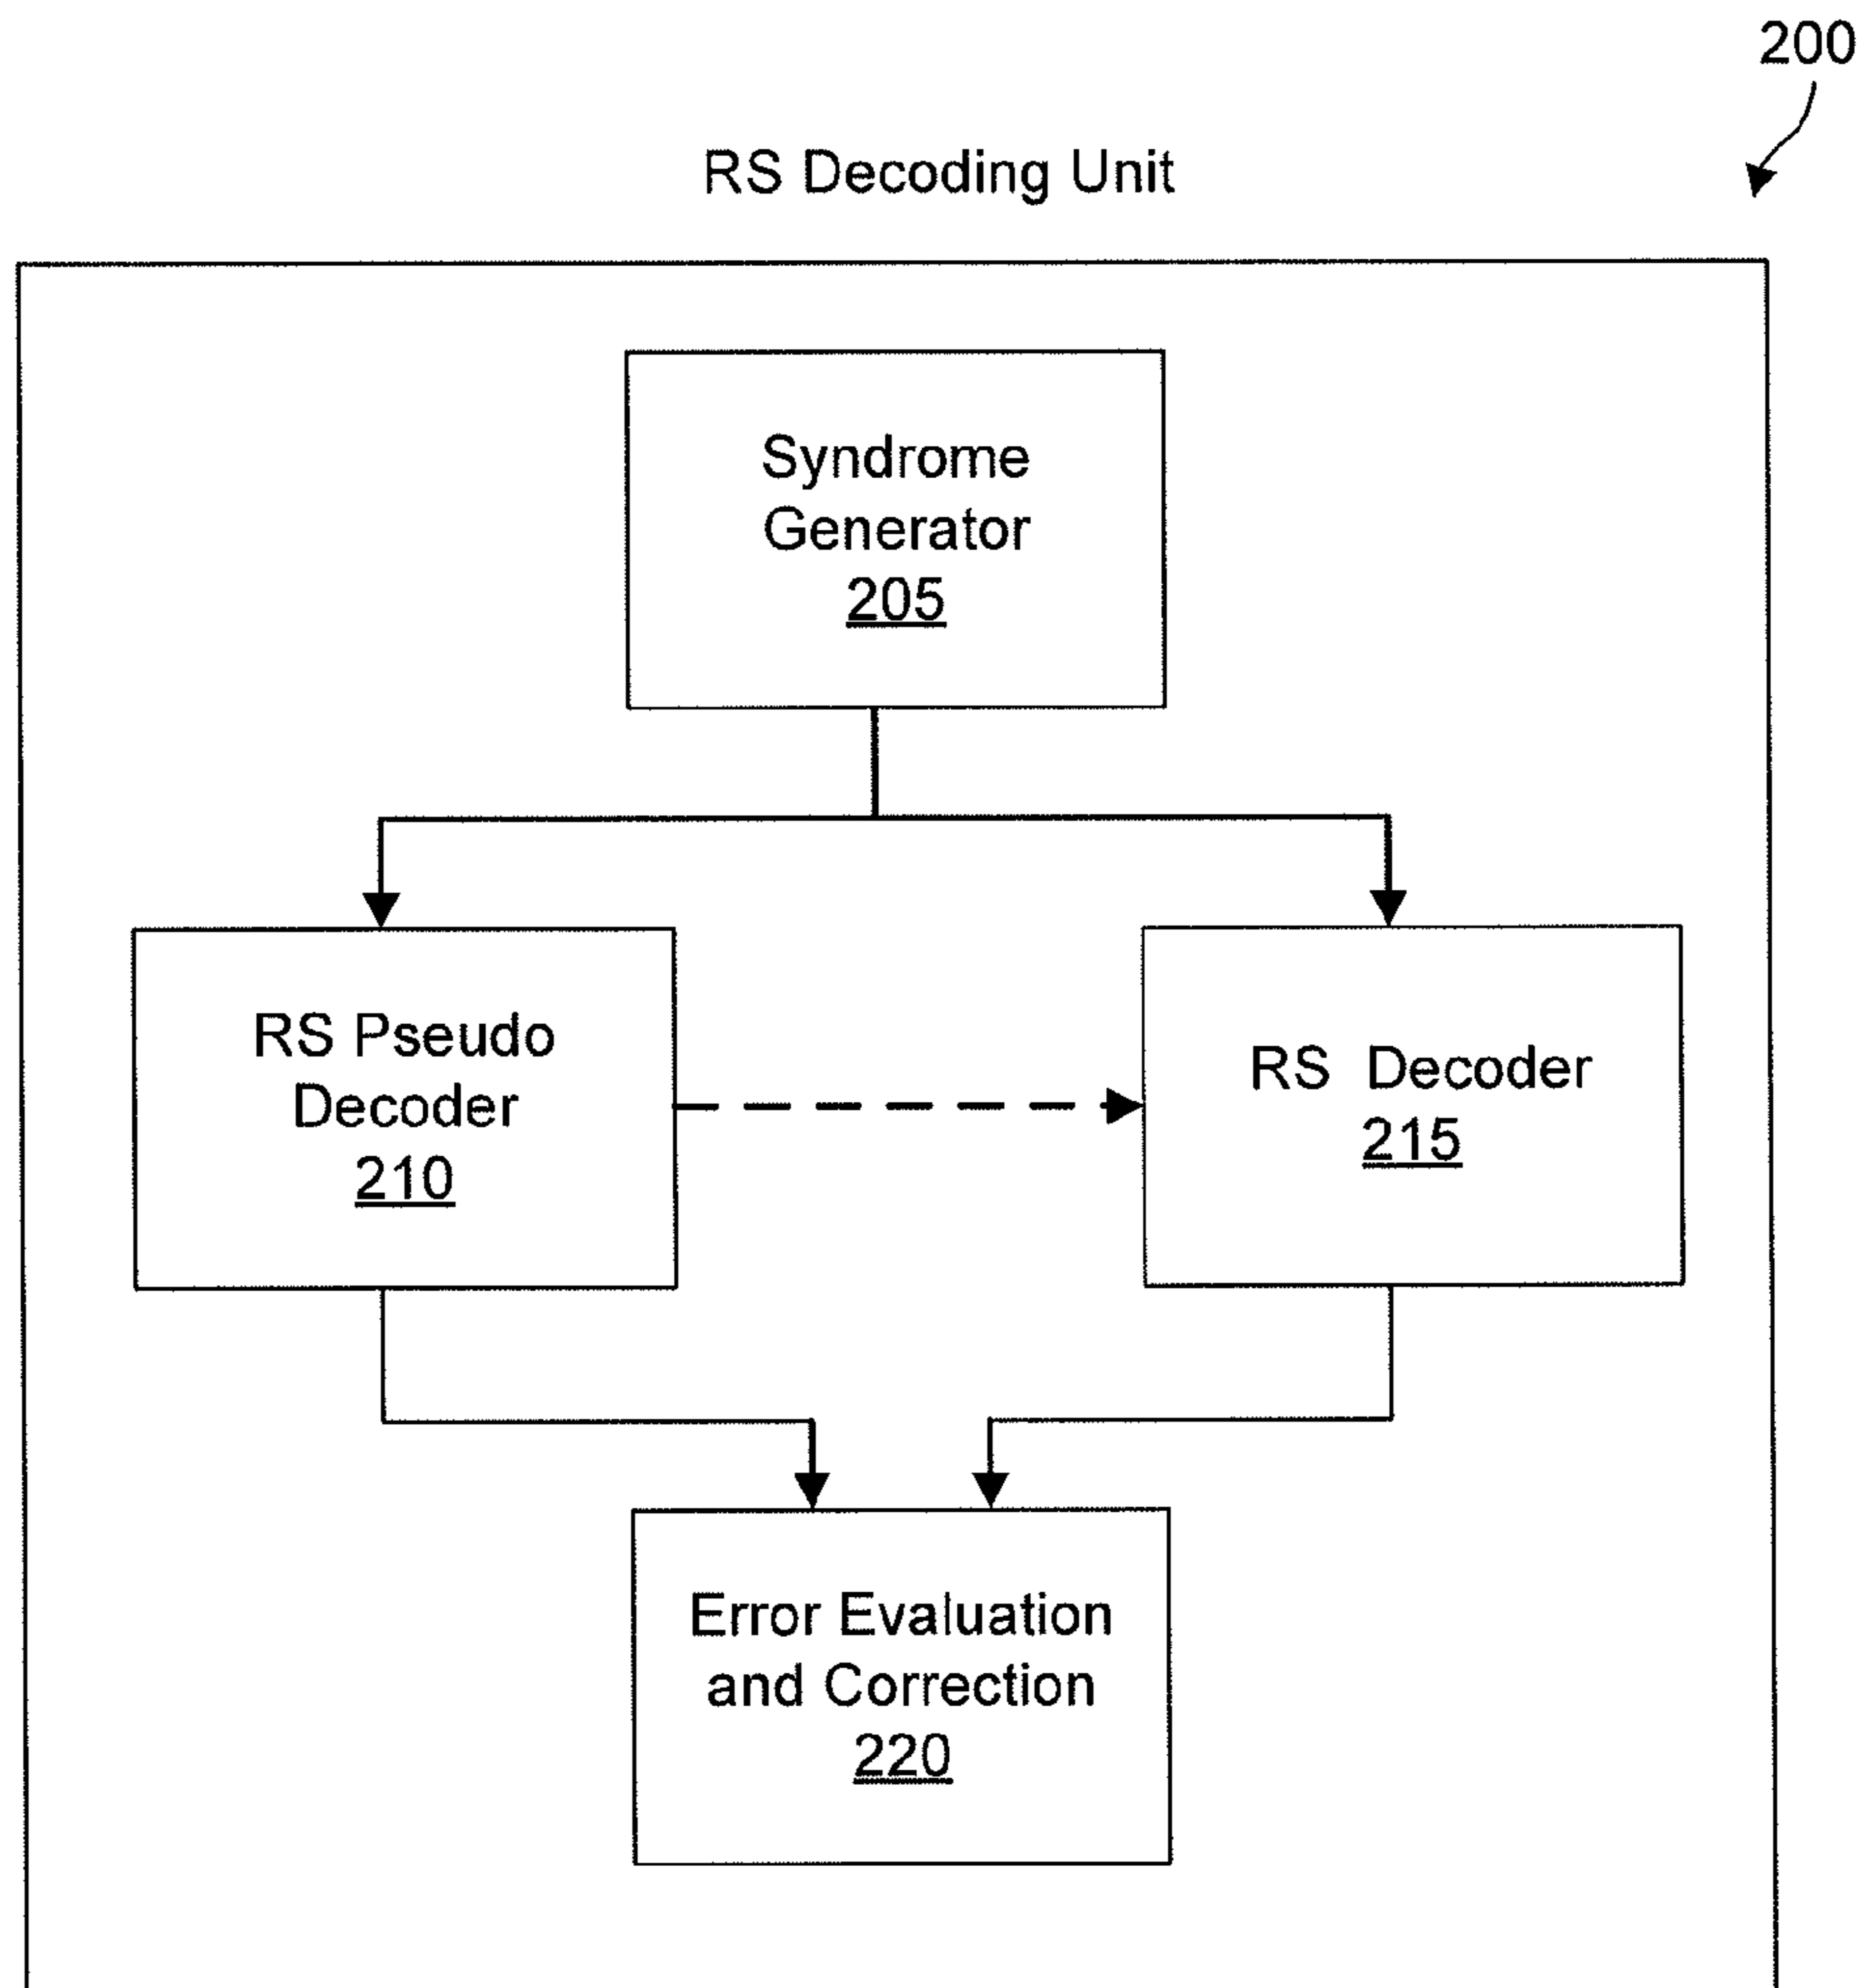 200
RS Decoding Unit
Syndrome
Generator
205
RS Pseudo
Decoder
210
RS Decoder
215
Error Evaluation
and Correction
220